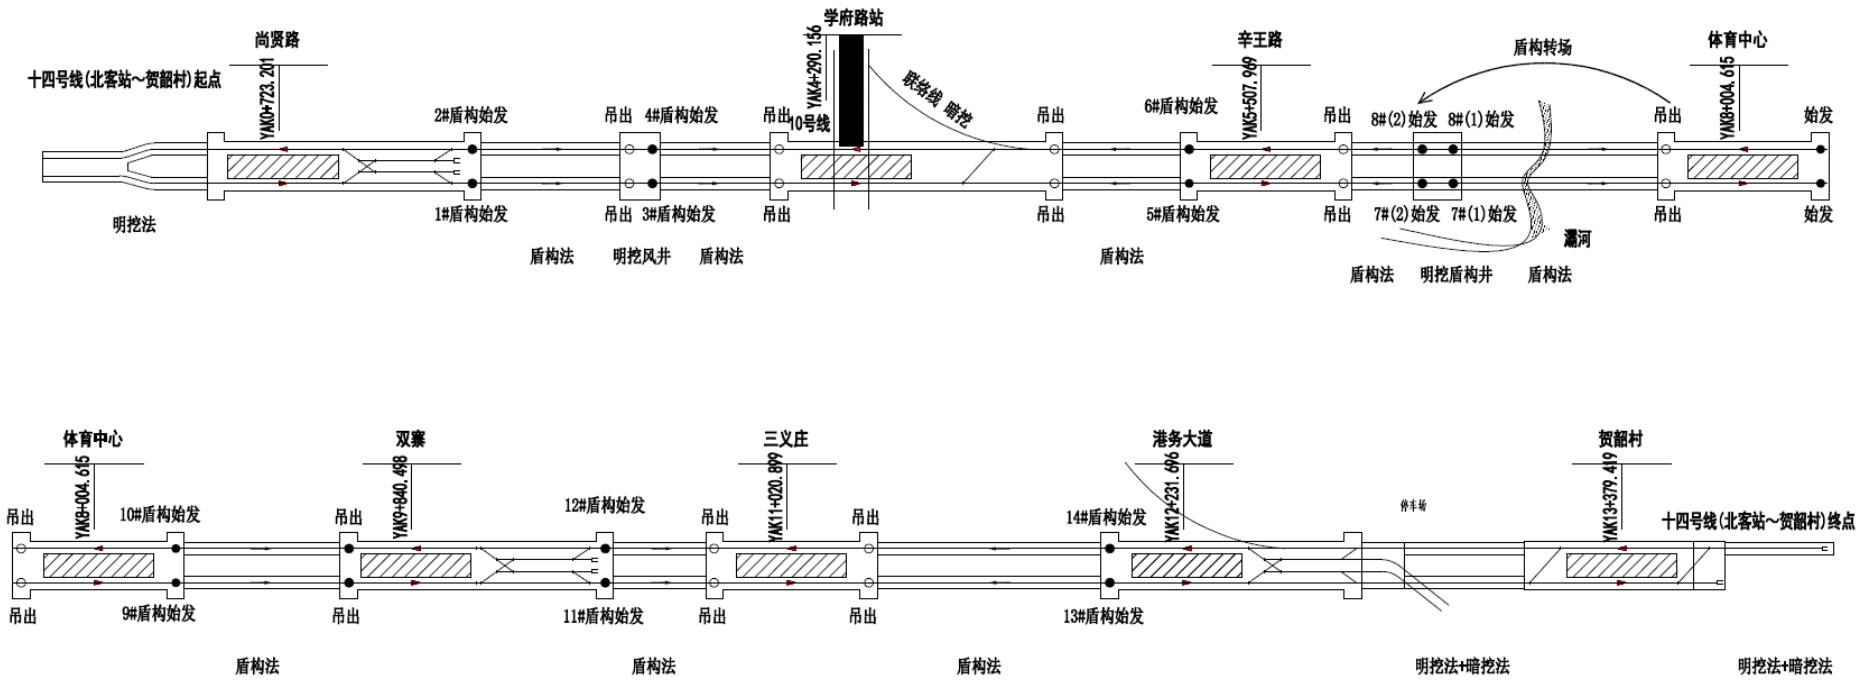 十四号线(北客站～贺韶村)起点
尚贤路
YAK0+723.201
学府路站
YAK4+290.156
10号线
联络线 暗挖
辛王路
YAK5+507.969
盾构转场
体育中心
YAK8+004.615
2#盾构始发
吊出
4#盾构始发
吊出
吊出
6#盾构始发
吊出
8#(2)始发
8#(1)始发
吊出
始发
1#盾构始发
吊出
3#盾构始发
吊出
吊出
5#盾构始发
吊出
7#(2)始发
7#(1)始发
吊出
始发
明挖法
盾构法
明挖风井
盾构法
盾构法
盾构法
明挖盾构井
盾构法
灞河
体育中心
YAK8+004.615
双寨
YAK9+840.498
三义庄
YAK11+020.899
港务大道
YAK12+231.696
停车场
贺韶村
YAK13+379.419
十四号线(北客站～贺韶村)终点
吊出
10#盾构始发
吊出
12#盾构始发
吊出
吊出
14#盾构始发
吊出
9#盾构始发
吊出
11#盾构始发
吊出
吊出
13#盾构始发
盾构法
盾构法
盾构法
明挖法+暗挖法
明挖法+暗挖法